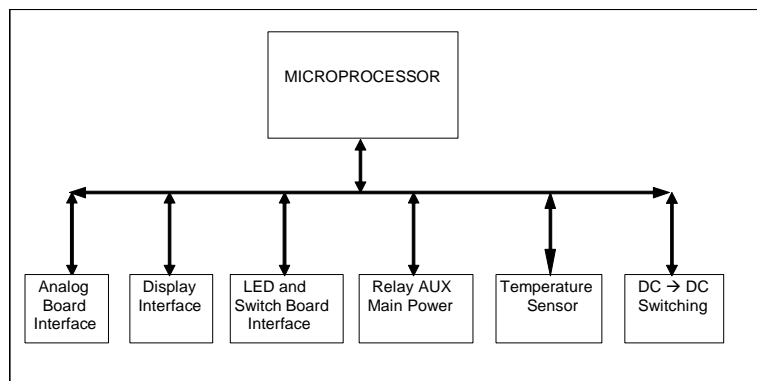 MICROPROCESSOR
Analog
Board
Interface
Display
Interface
LED and
Switch Board
Interface
Relay AUX
Main Power
Temperature
Sensor
DC → DC
Switching